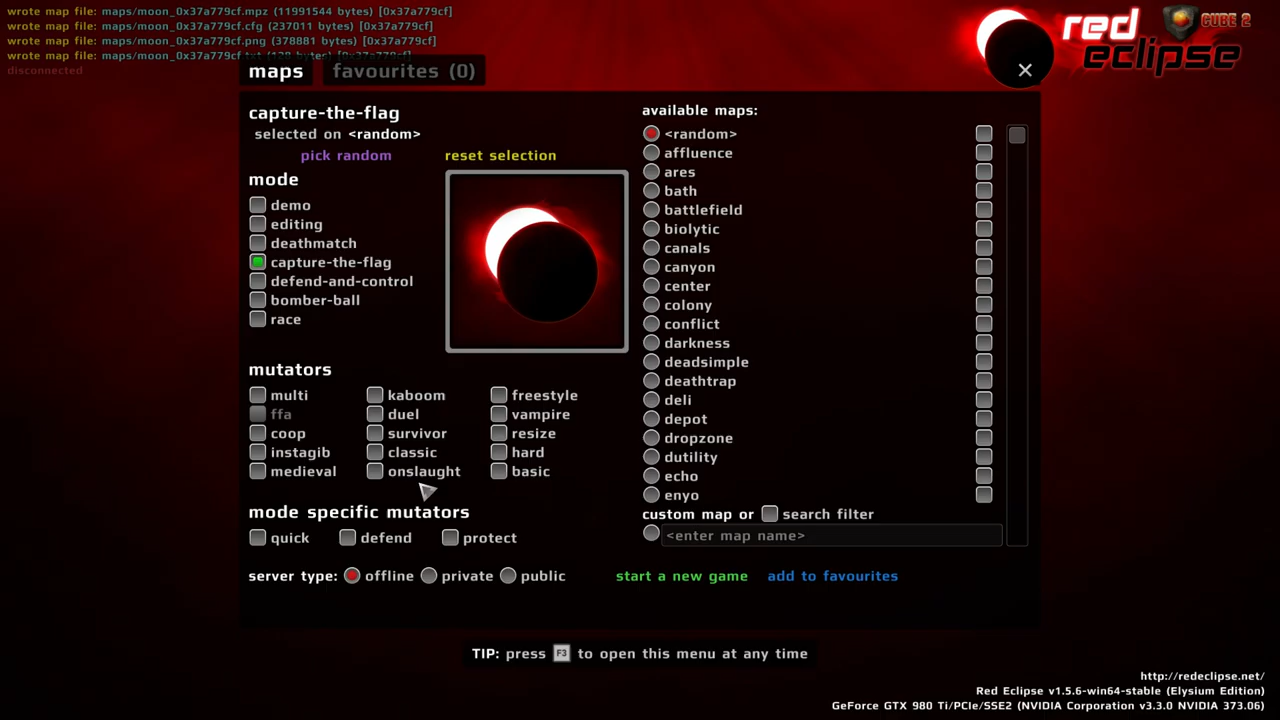 wrote map file: maps/moon_0x37a779cf.mpz (11991544 bytes) [0x37a779cf]
wrote map file: maps/moon_0x37a779cf.cfg (237011 bytes) [0x37a779cf]
wrote map file: maps/moon_0x37a779cf.png (378881 bytes) [0x37a779cf]
wrote map file: maps/moon_0x37a779cf.txt (128 bytes) [0x37a779cf]
disconnected
red eclipse
CUBE 2
maps
favourites (0)
capture-the-flag
selected on <random>
pick random
reset selection
mode
demo
editing
deathmatch
capture-the-flag
defend-and-control
bomber-ball
race
mutators
multi kaboom freestyle
ffa duel vampire
coop survivor resize
instagib classic hard
medieval onslaught basic
mode specific mutators
quick defend protect
available maps:
<random>
affluence
ares
bath
battlefield
biolytic
canals
canyon
center
colony
conflict
darkness
deadsimple
deathtrap
deli
depot
dropzone
dutility
echo
enyo
custom map or search filter
<enter map name>
server type: offline private public
start a new game add to favourites
TIP: press F3 to open this menu at any time
http://redeclipse.net/
Red Eclipse v1.5.6-win64-stable (Elysium Edition)
GeForce GTX 980 Ti/PCIe/SSE2 (NVIDIA Corporation v3.3.0 NVIDIA 373.06)